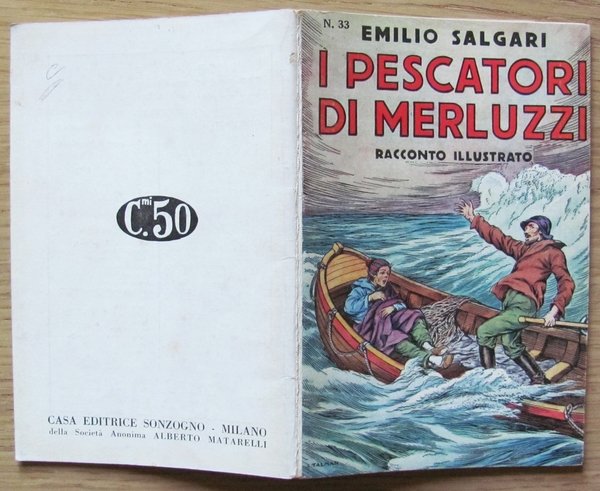 C.mi 50
CASA EDITRICE SONZOGNO - MILANO
della Società Anonima ALBERTO MATARELLI
N. 33
EMILIO SALGARI
I PESCATORI
DI MERLUZZI
RACCONTO ILLUSTRATO